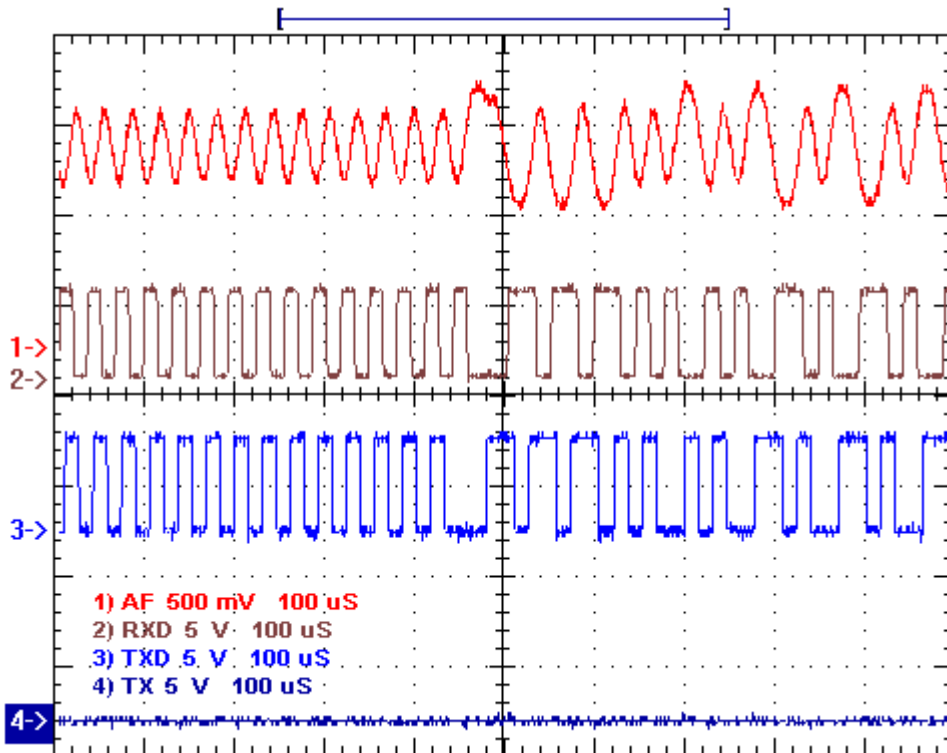 1->
2->
3->
1) AF 500 mV 100 uS
2) RXD 5 V 100 uS
3) TXD 5 V 100 uS
4) TX 5 V 100 uS
4->